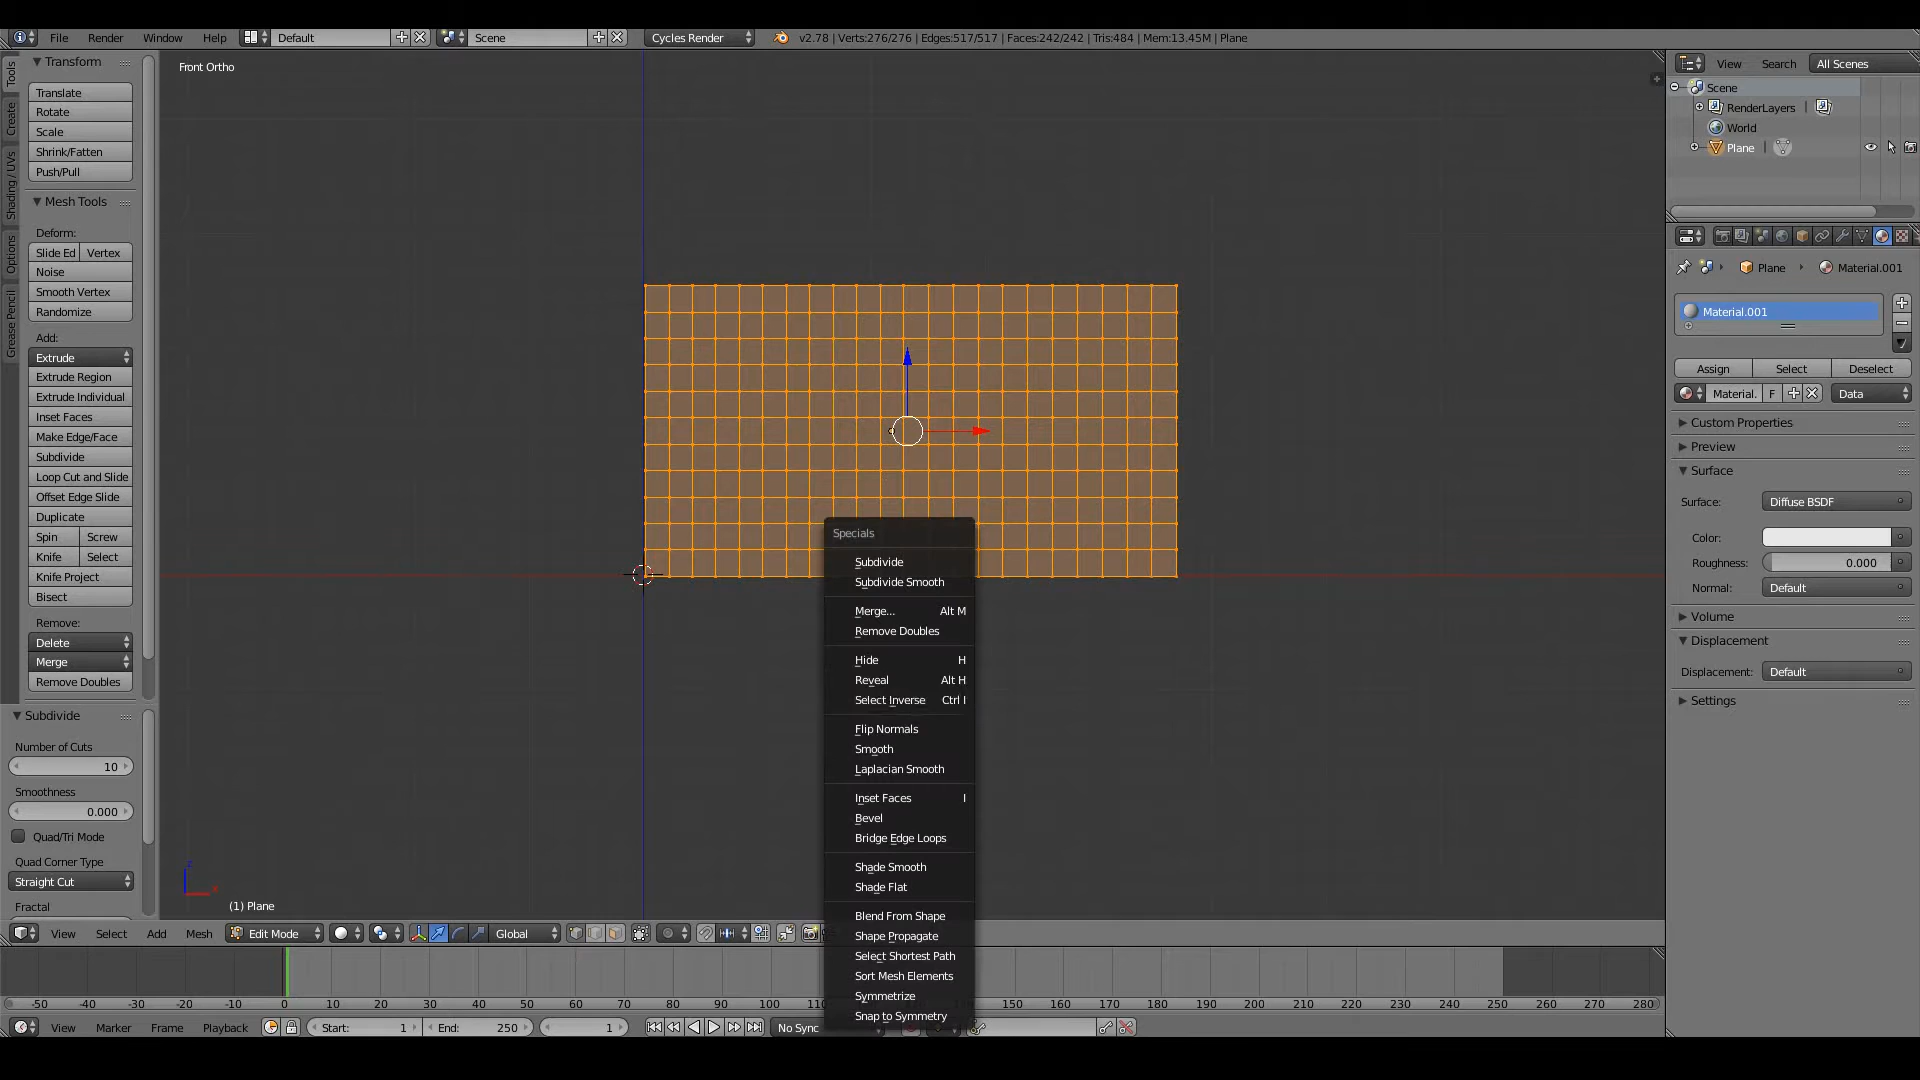 File Render Window Help Default Scene Cycles Render v2.78 | Verts:276/276 | Edges:517/517 | Faces:242/242 | Tris:484 | Mem:13.45M | Plane
Tools
Create
Shading / UVs
Options
Grease Pencil
Transform
Translate
Rotate
Scale
Shrink/Fatten
Push/Pull
Mesh Tools
Deform:
Slide Ed Vertex
Noise
Smooth Vertex
Randomize
Add:
Extrude
Extrude Region
Extrude Individual
Inset Faces
Make Edge/Face
Subdivide
Loop Cut and Slide
Offset Edge Slide
Duplicate
Spin Screw
Knife Select
Knife Project
Bisect
Remove:
Delete
Merge
Remove Doubles
Subdivide
Number of Cuts
10
Smoothness
0.000
Quad/Tri Mode
Quad Corner Type
Straight Cut
Fractal
Front Ortho
z
x
(1) Plane
Specials
Subdivide
Subdivide Smooth
Merge... Alt M
Remove Doubles
Hide H
Reveal Alt H
Select Inverse Ctrl I
Flip Normals
Smooth
Laplacian Smooth
Inset Faces I
Bevel
Bridge Edge Loops
Shade Smooth
Shade Flat
Blend From Shape
Shape Propagate
Select Shortest Path
Sort Mesh Elements
Symmetrize
Snap to Symmetry
View Search All Scenes
Scene
RenderLayers |
World
Plane |
Plane Material.001
Material.001
Assign Select Deselect
Material. F Data
Custom Properties
Preview
Surface
Surface: Diffuse BSDF
Color:
Roughness: 0.000
Normal: Default
Volume
Displacement
Displacement: Default
Settings
View Select Add Mesh Edit Mode Global
-50 -40 -30 -20 -10 0 10 20 30 40 50 60 70 80 90 100 150 160 170 180 190 200 210 220 230 240 250 260 270 280
View Marker Frame Playback Start: 1 End: 250 1 No Sync